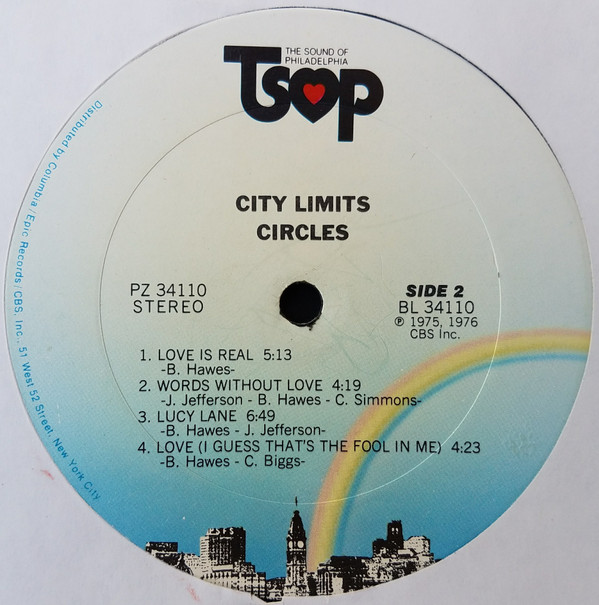 THE SOUND OF
PHILADELPHIA
TSOP
CITY LIMITS
CIRCLES
PZ 34110
STEREO
SIDE 2
BL 34110
℗ 1975, 1976
CBS Inc.
1. LOVE IS REAL 5:13
-B. Hawes-
2. WORDS WITHOUT LOVE 4:19
-J. Jefferson - B. Hawes - C. Simmons-
3. LUCY LANE 6:49
-B. Hawes - J. Jefferson-
4. LOVE (I GUESS THAT'S THE FOOL IN ME) 4:23
-B. Hawes - C. Biggs-
Distributed by Columbia/Epic Records/CBS, Inc., 51 West 52 Street, New York City